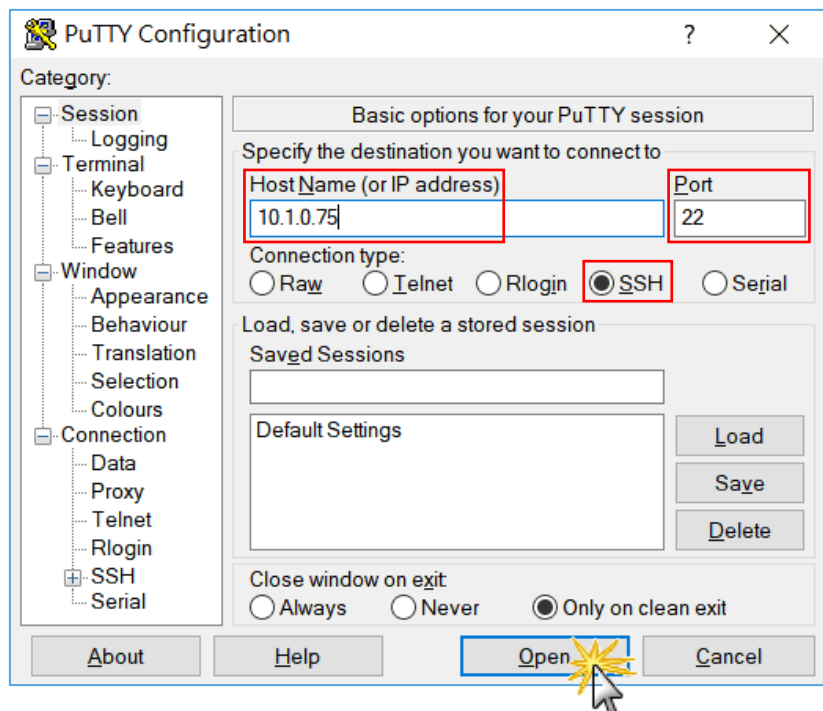 PuTTY Configuration
?
Category:
Session
Logging
Terminal
Keyboard
Bell
Features
Window
Appearance
Behaviour
Translation
Selection
Colours
Connection
Data
Proxy
Telnet
Rlogin
SSH
Serial
Basic options for your PuTTY session
Specify the destination you want to connect to
Host Name (or IP address) Port
10.1.0.75 22
Connection type:
Raw Telnet Rlogin SSH Serial
Load, save or delete a stored session
Saved Sessions
Default Settings
Load
Save
Delete
Close window on exit:
Always Never Only on clean exit
About Help Open Cancel